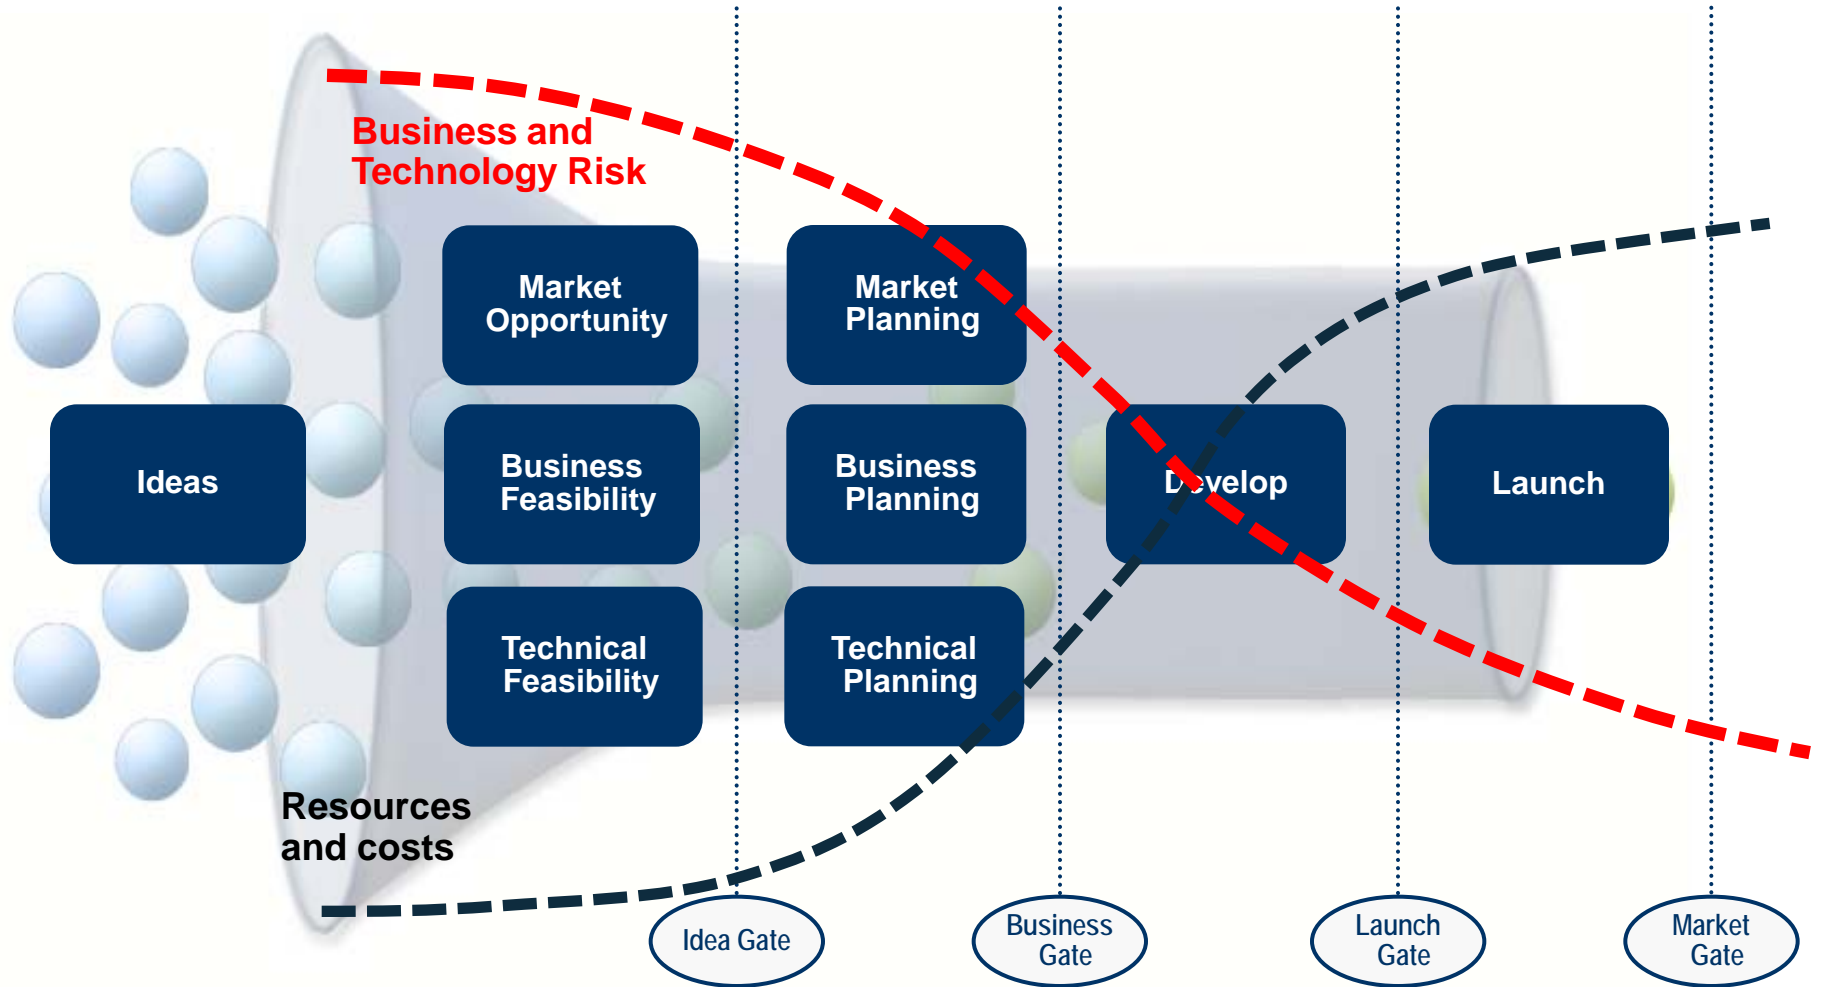 Business and
Technology Risk
Market
Opportunity
Market
Planning
Ideas
Business
Feasibility
Business
Planning
Develop
Launch
Technical
Feasibility
Technical
Planning
Resources
and costs
Idea Gate
Business
Gate
Launch
Gate
Market
Gate